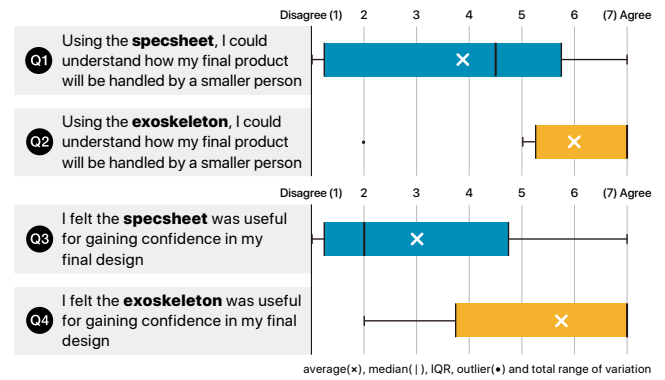 Disagree (1) 2 3 4 5 6 (7) Agree
Q1
Using the specsheet, I could
understand how my final product
will be handled by a smaller person
Q2
Using the exoskeleton, I could
understand how my final product
will be handled by a smaller person
Disagree (1) 2 3 4 5 6 (7) Agree
Q3
I felt the specsheet was useful
for gaining confidence in my
final design
Q4
I felt the exoskeleton was useful
for gaining confidence in my final
design
average(×), median( | ), IQR, outlier(•) and total range of variation